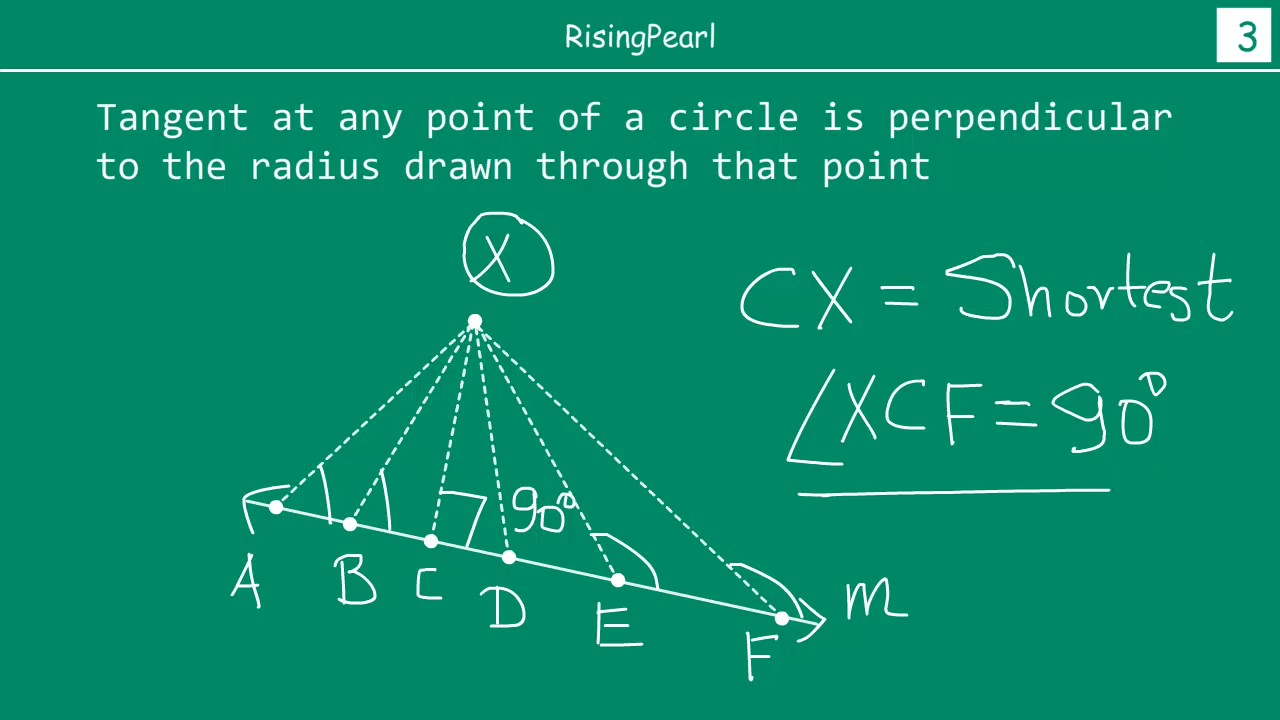 RisingPearl
3
Tangent at any point of a circle is perpendicular
to the radius drawn through that point
X
CX = Shortest
∠XCF = 90°
90°
A B C D E F m